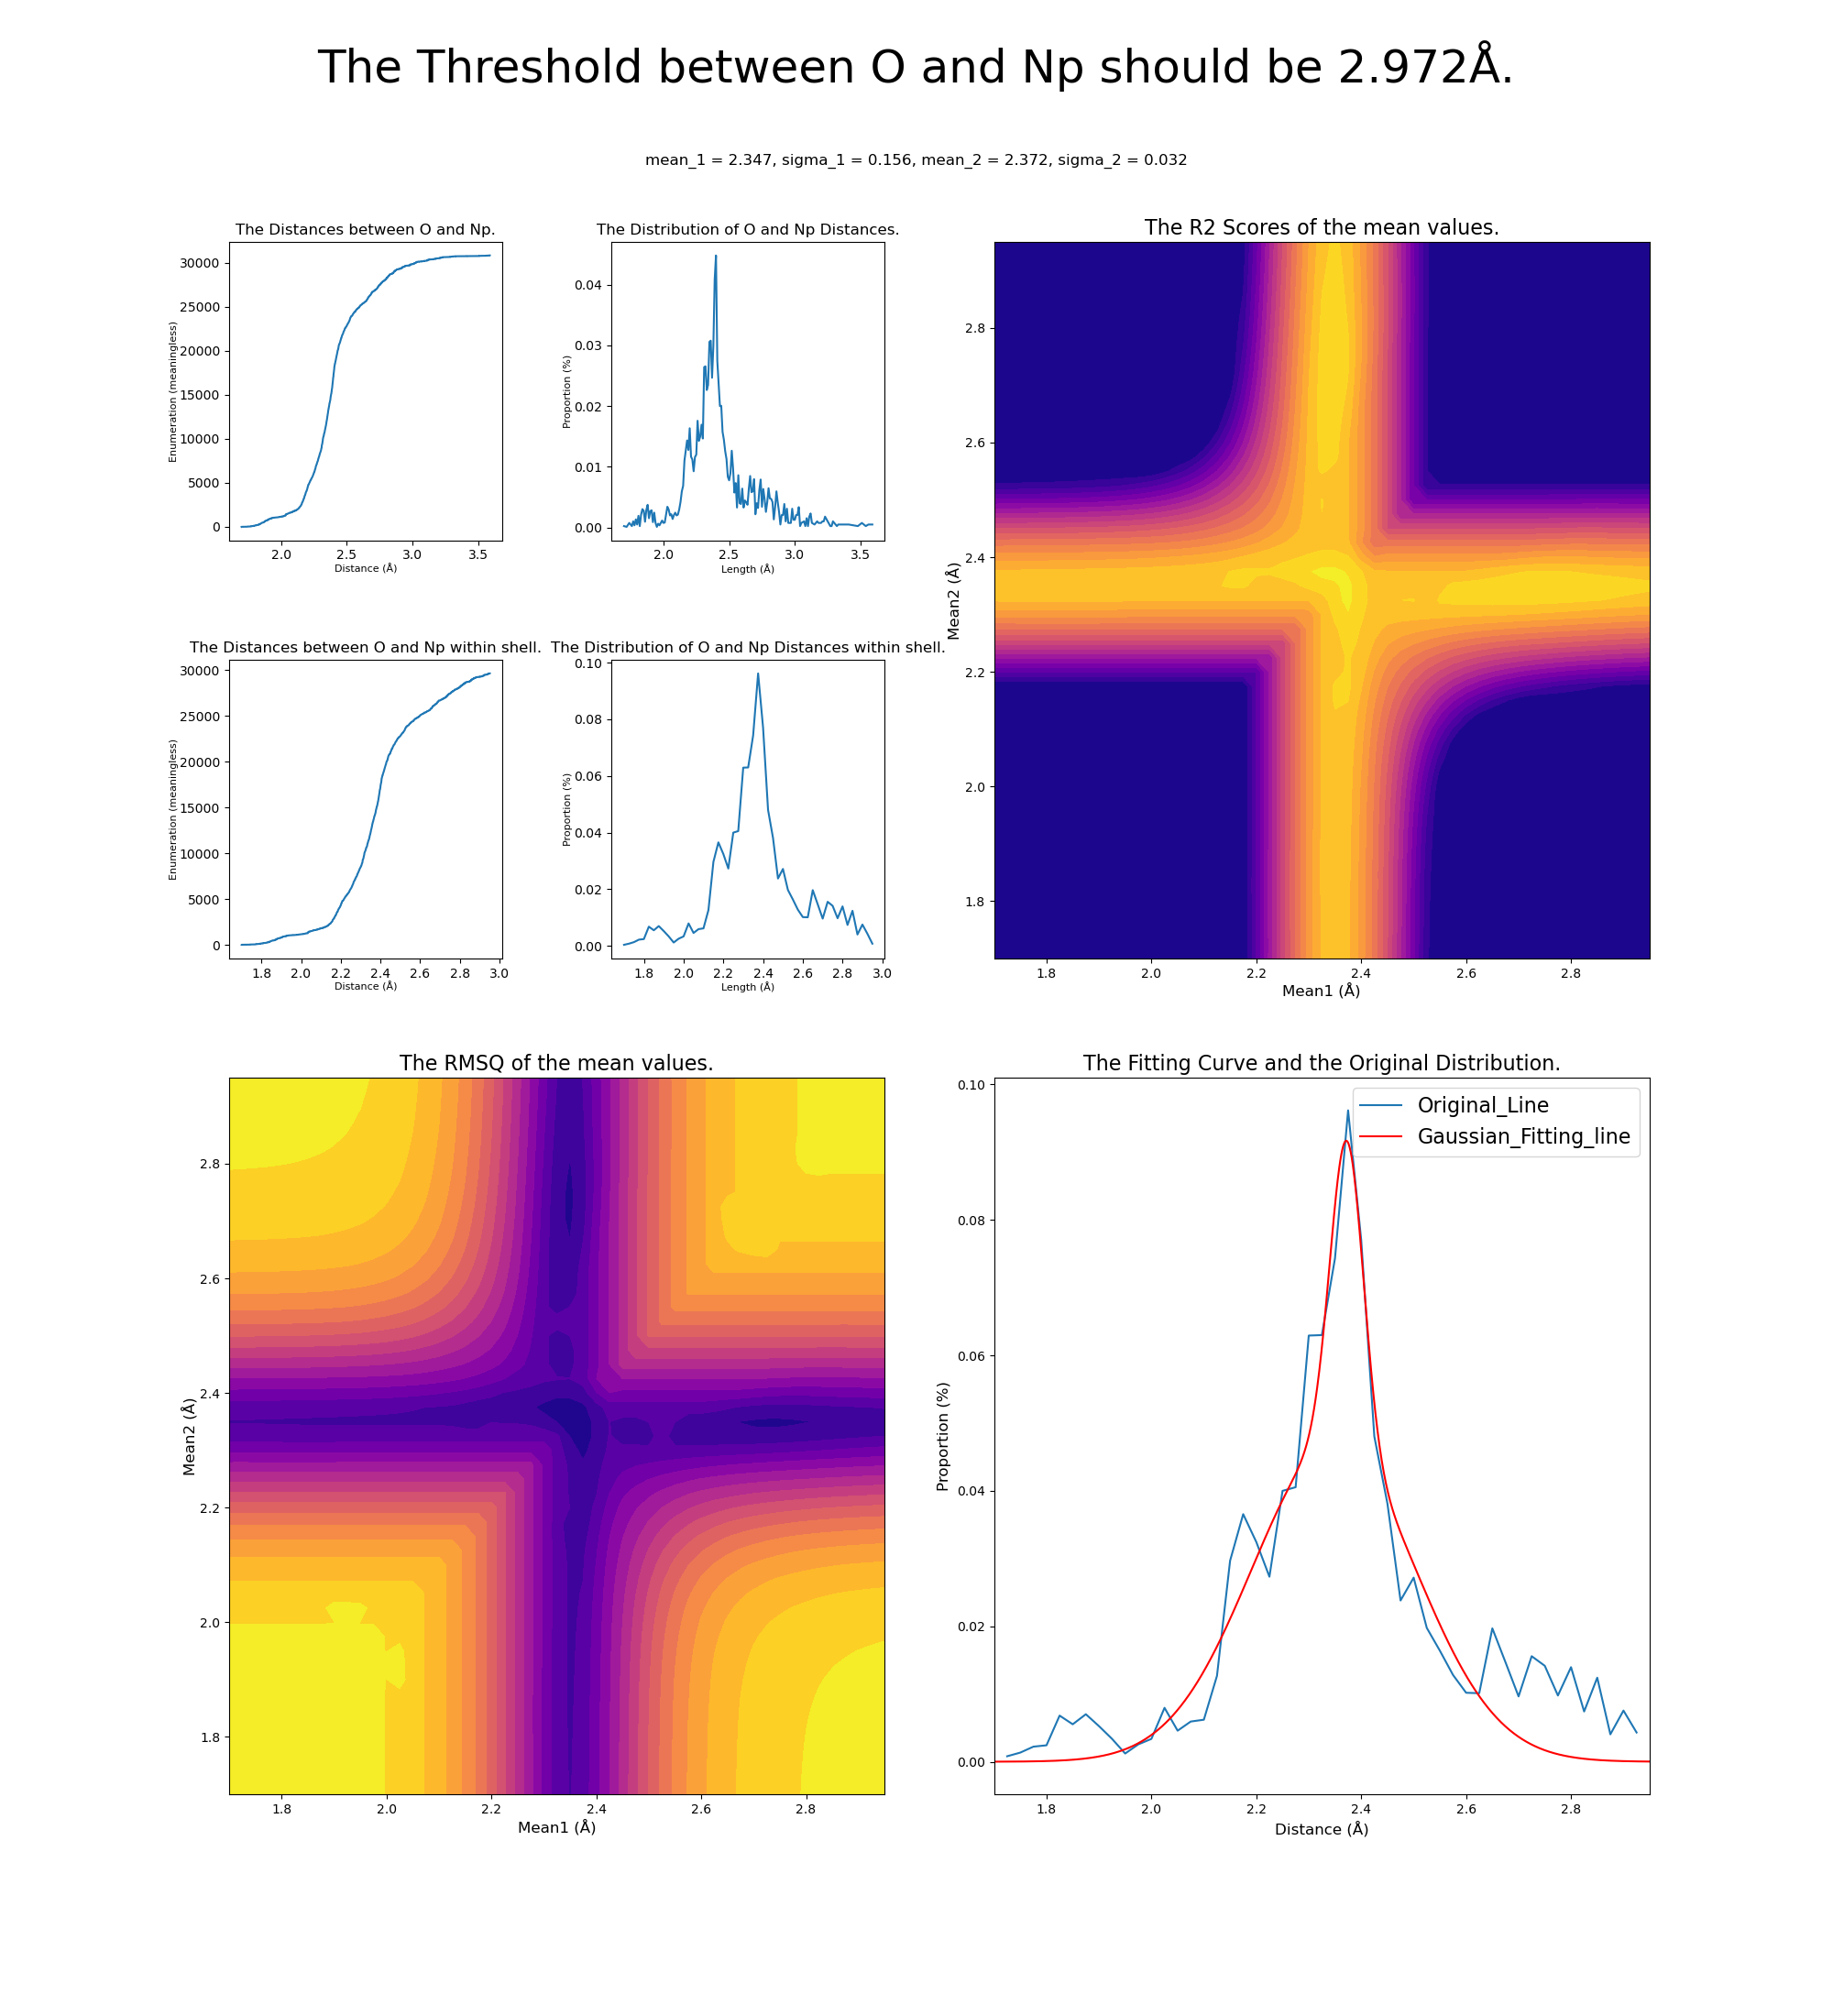 The Threshold between O and Np should be 2.972Å.
mean_1 = 2.347, sigma_1 = 0.156, mean_2 = 2.372, sigma_2 = 0.032
The Distances between O and Np.
30000
25000
20000
15000
10000
5000
0
Enumeration (meaningless)
2.0 2.5 3.0 3.5
Distance (Å)
The Distribution of O and Np Distances.
0.04
0.03
0.02
0.01
0.00
Proportion (%)
2.0 2.5 3.0 3.5
Length (Å)
The R2 Scores of the mean values.
2.8
2.6
2.4
2.2
2.0
1.8
Mean2 (Å)
1.8 2.0 2.2 2.4 2.6 2.8
Mean1 (Å)
The Distances between O and Np within shell.
30000
25000
20000
15000
10000
5000
0
Enumeration (meaningless)
1.8 2.0 2.2 2.4 2.6 2.8 3.0
Distance (Å)
The Distribution of O and Np Distances within shell.
0.10
0.08
0.06
0.04
0.02
0.00
Proportion (%)
1.8 2.0 2.2 2.4 2.6 2.8 3.0
Length (Å)
The RMSQ of the mean values.
2.8
2.6
2.4
2.2
2.0
1.8
Mean2 (Å)
1.8 2.0 2.2 2.4 2.6 2.8
Mean1 (Å)
The Fitting Curve and the Original Distribution.
Original_Line
Gaussian_Fitting_line
0.10
0.08
0.06
0.04
0.02
0.00
Proportion (%)
1.8 2.0 2.2 2.4 2.6 2.8
Distance (Å)